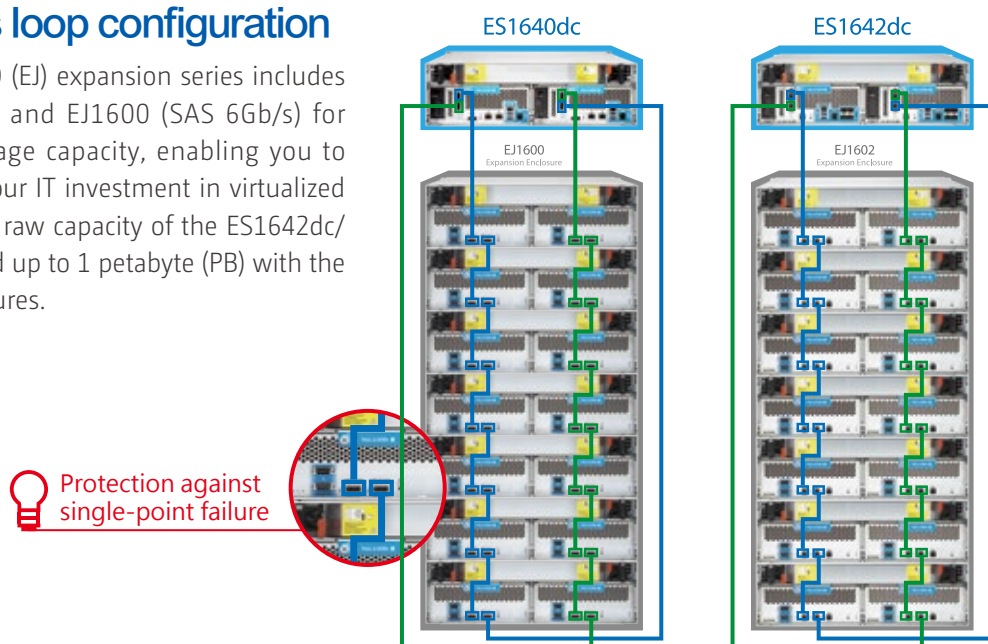 s loop configuration
(EJ) expansion series includes
and EJ1600 (SAS 6Gb/s) for
age capacity, enabling you to
our IT investment in virtualized
raw capacity of the ES1642dc/
d up to 1 petabyte (PB) with the
ures.
Protection against
single-point failure
ES1640dc
EJ1600
Expansion Enclosure
ES1642dc
EJ1602
Expansion Enclosure